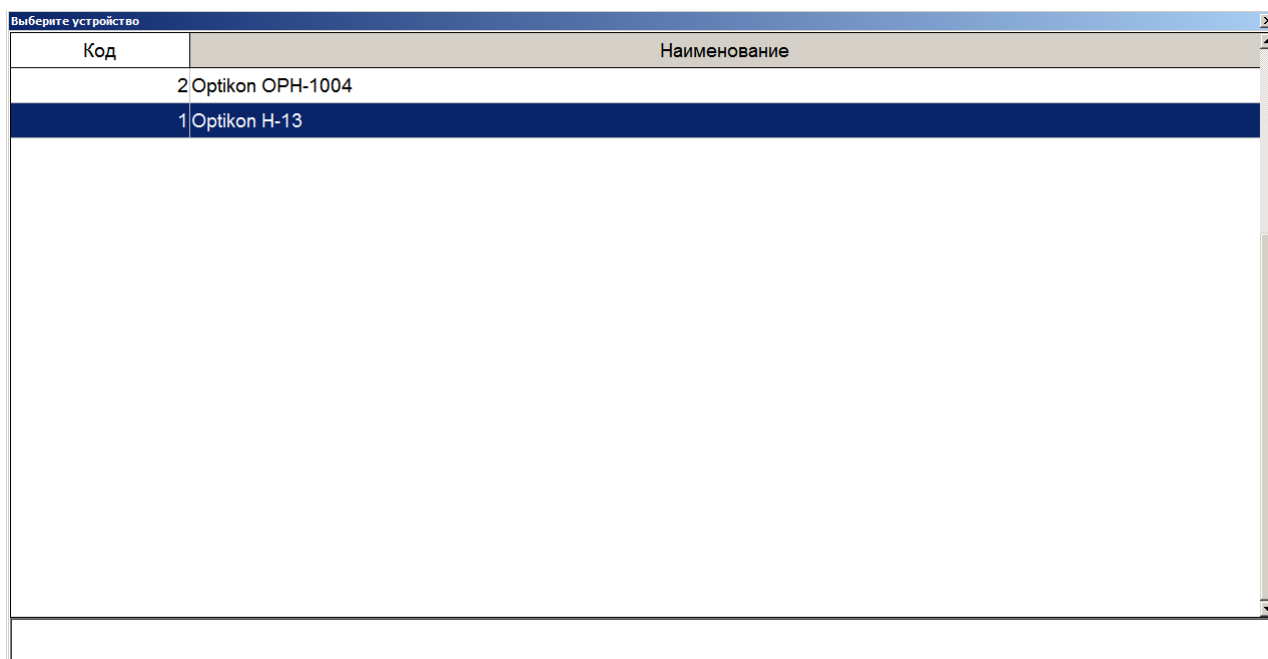 Выберите устройство
Код Наименование
2 Optikon OPH-1004
1 Optikon H-13